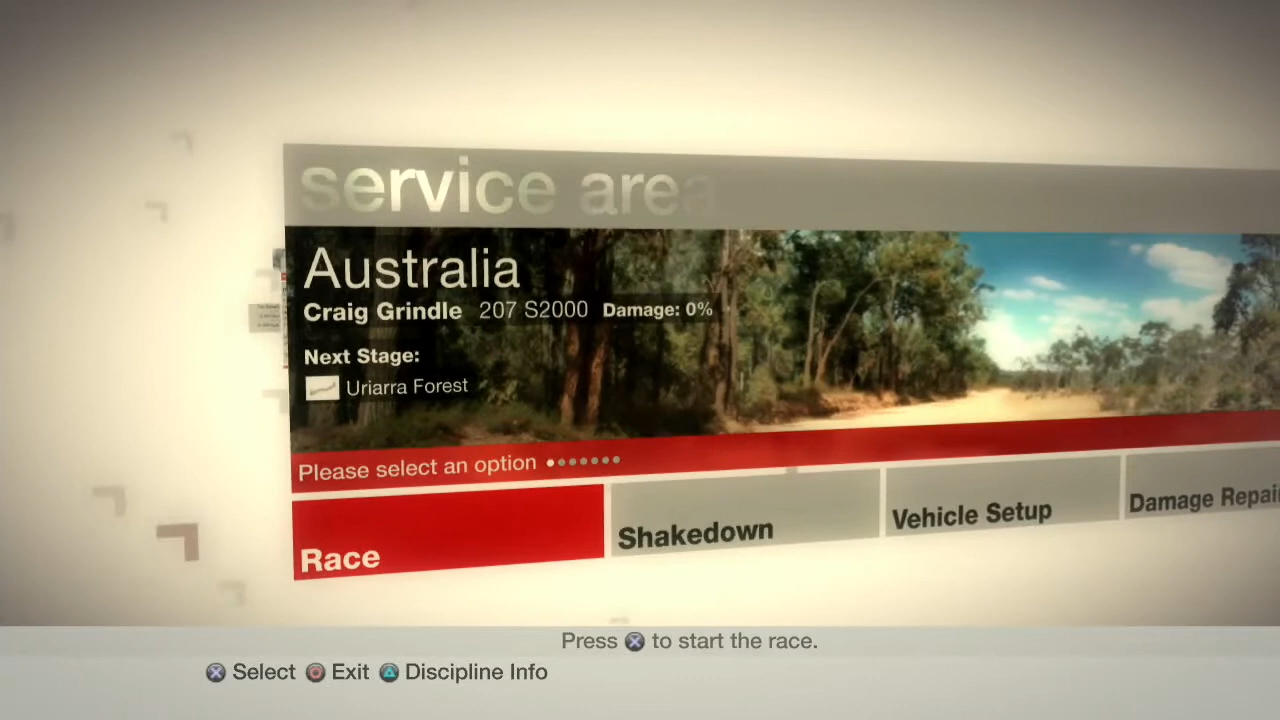 service area
Australia
Craig Grindle 207 S2000 Damage: 0%
Next Stage:
Uriarra Forest
Please select an option
Race
Shakedown
Vehicle Setup
Damage Repai
Press X to start the race.
Select Exit Discipline Info